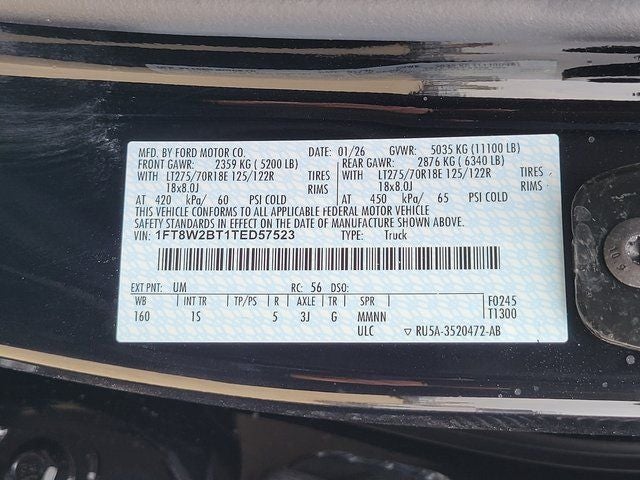 MFD. BY FORD MOTOR CO. DATE: 01/26 GVWR: 5035 KG (11100 LB)
FRONT GAWR: 2359 KG (5200 LB) REAR GAWR: 2876 KG (6340 LB)
WITH LT275/70R18E 125/122R TIRES WITH LT275/70R18E 125/122R TIRES
18x8.0J RIMS 18x8.0J RIMS
AT 420 kPa/ 60 PSI COLD AT 450 kPa/ 65 PSI COLD
THIS VEHICLE CONFORMS TO ALL APPLICABLE FEDERAL MOTOR VEHICLE
SAFETY STANDARDS IN EFFECT ON THE DATE OF MANUFACTURE SHOWN ABOVE.
VIN: 1FT8W2BT1TED57523 TYPE: Truck
EXT PNT: UM RC: 56 DSO:
WB INT TR TP/PS R AXLE TR SPR F0245
160 1S 5 3J G MMNN T1300
ULC ▽ RU5A-3520472-AB